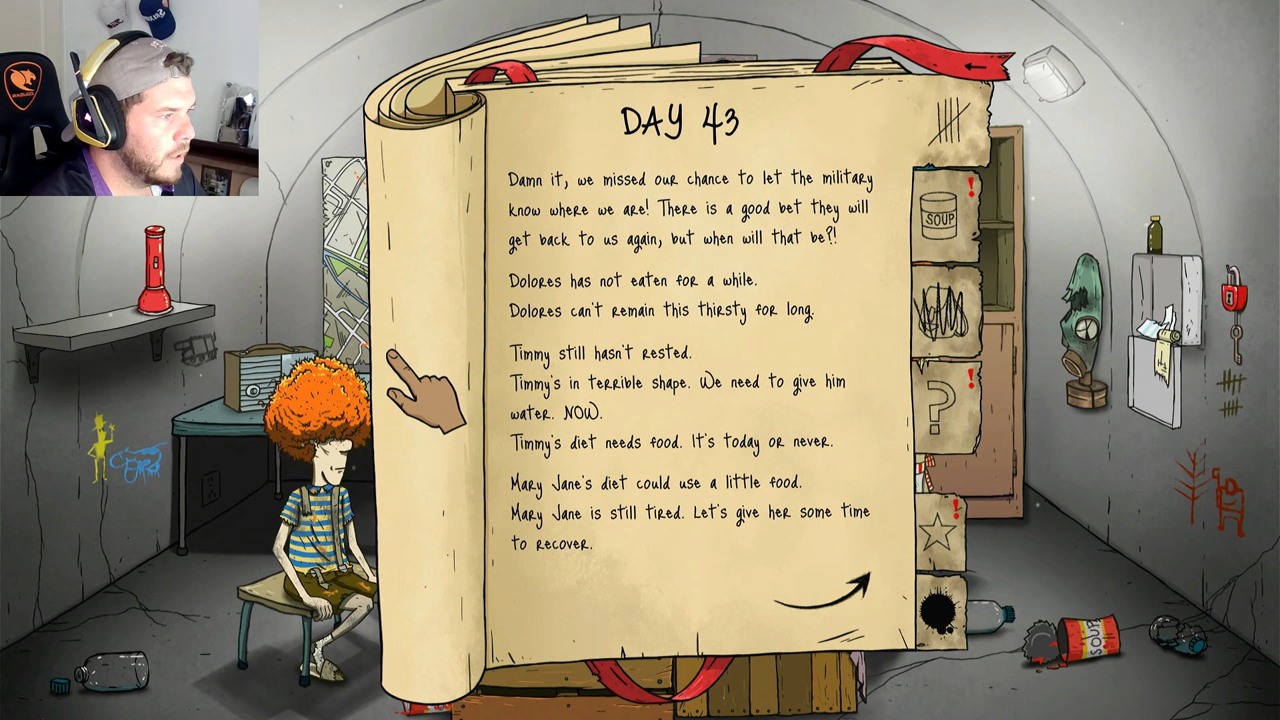 DAY 43
Damn it, we missed our chance to let the military
know where we are! There is a good bet they will
get back to us again, but when will that be?!
Dolores has not eaten for a while.
Dolores can't remain this thirsty for long.
Timmy still hasn't rested.
Timmy's in terrible shape. We need to give him
water. NOW.
Timmy's diet needs food. It's today or never.
Mary Jane's diet could use a little food.
Mary Jane is still tired. Let's give her some time
to recover.
!
SOUP
!
?
!
SOUP